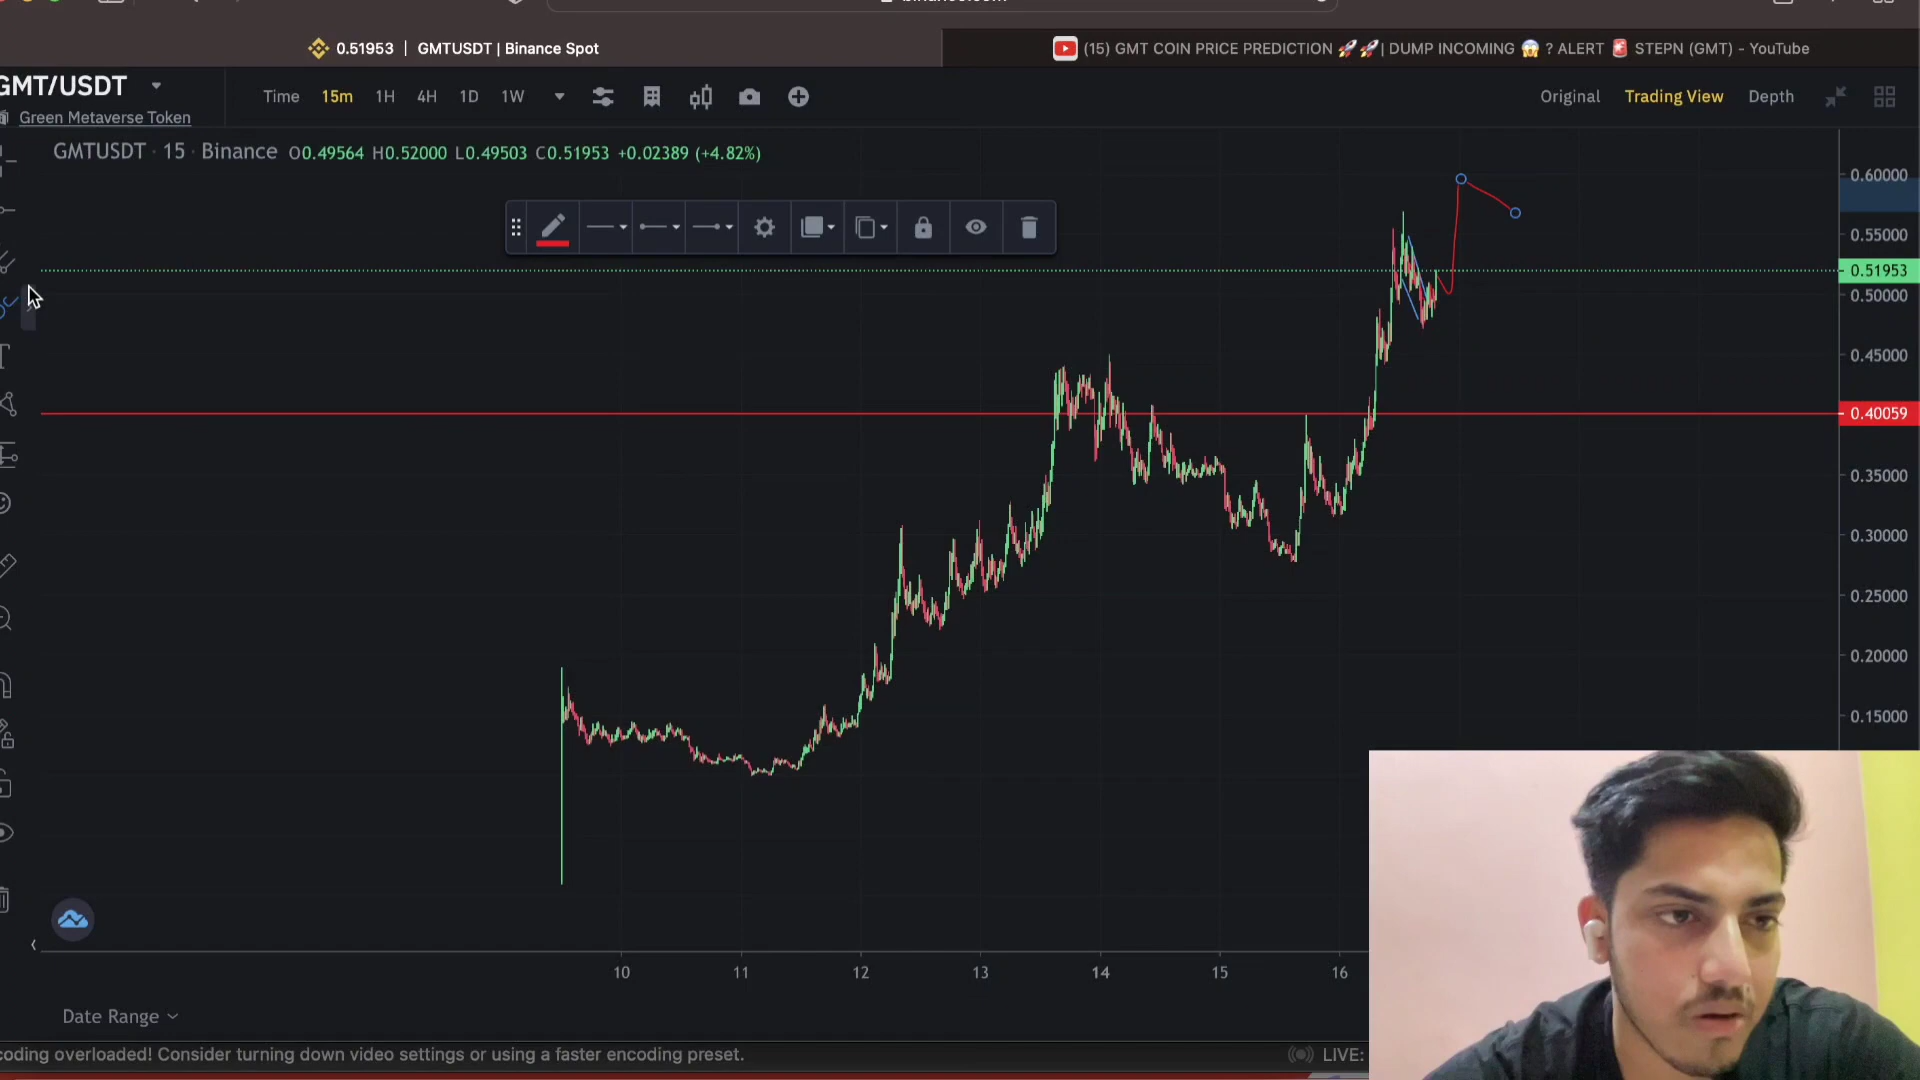 0.51953 | GMTUSDT | Binance Spot
(15) GMT COIN PRICE PREDICTION 🚀 🚀| DUMP INCOMING 😱 ? ALERT 🚨 STEPN (GMT) - YouTube
GMT/USDT
Green Metaverse Token
Time 15m 1H 4H 1D 1W
Original Trading View Depth
GMTUSDT · 15 · Binance O0.49564 H0.52000 L0.49503 C0.51953 +0.02389 (+4.82%)
0.60000
0.55000
0.51953
0.50000
0.45000
0.40059
0.35000
0.30000
0.25000
0.20000
0.15000
10 11 12 13 14 15 16
Date Range
coding overloaded! Consider turning down video settings or using a faster encoding preset.
LIVE: